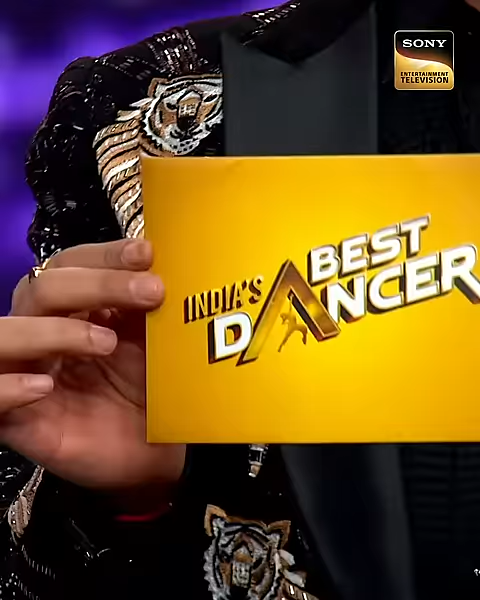 SONY
ENTERTAINMENT
TELEVISION
INDIA'S
BEST
DANCER